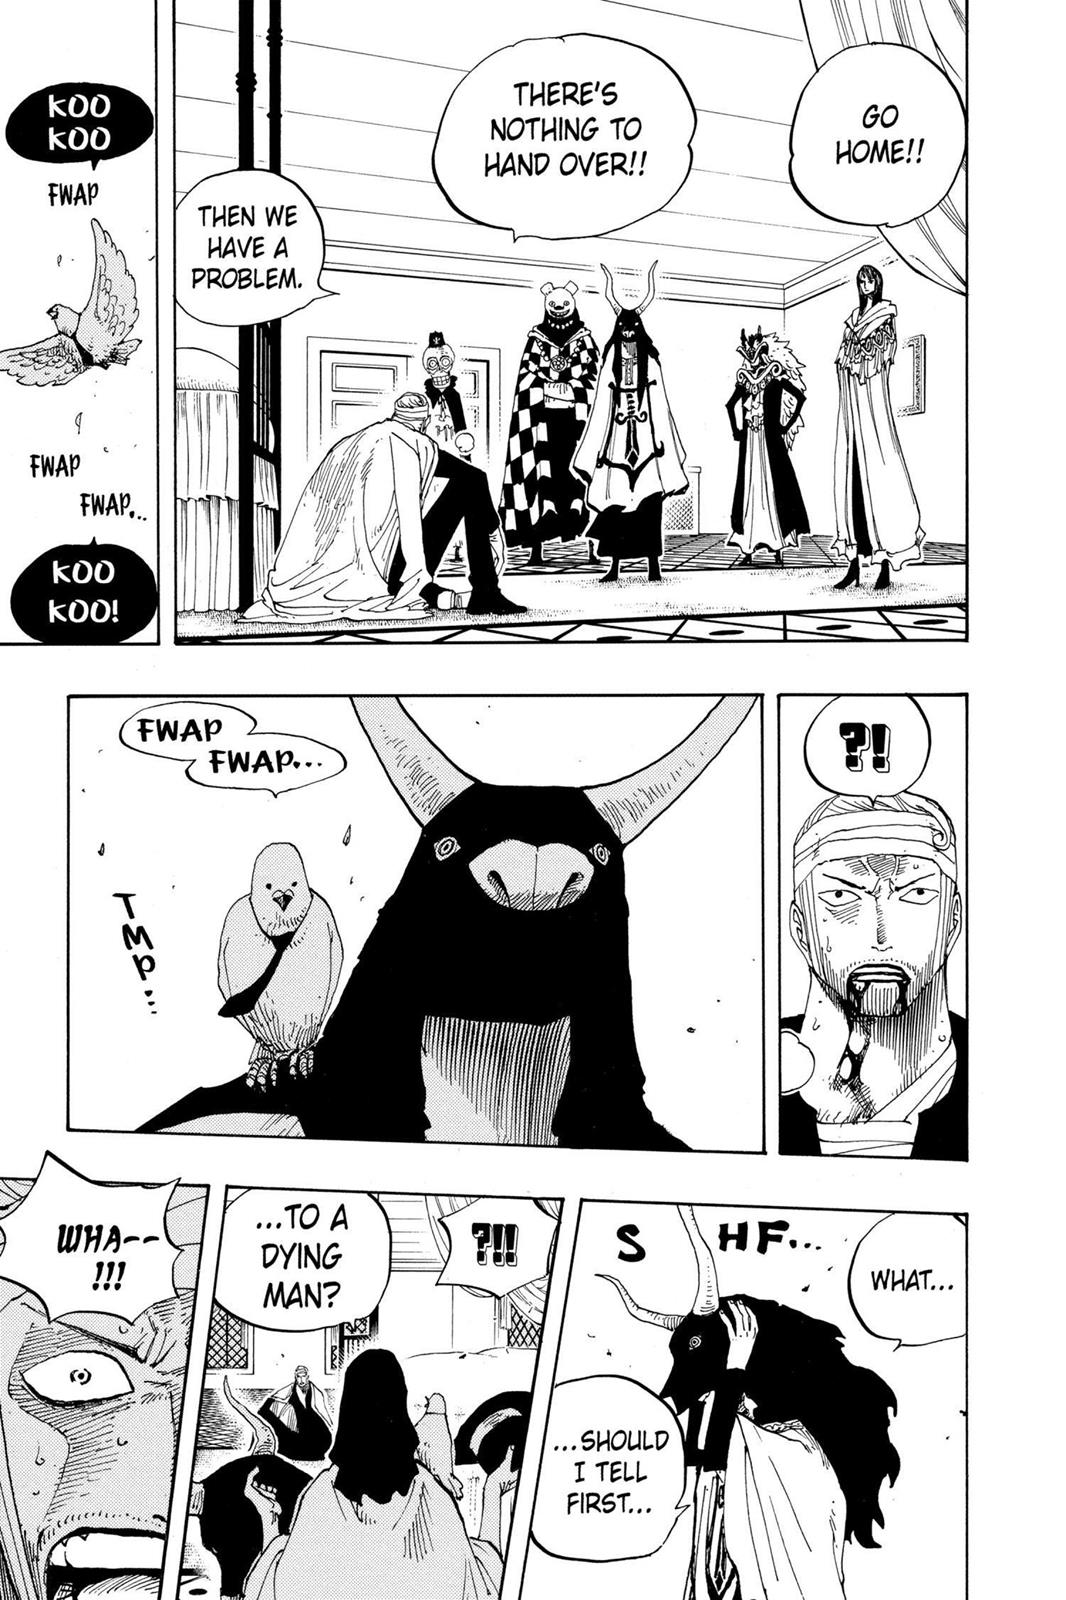 GO
HOME!!
THERE'S
NOTHING TO
HAND OVER!!
THEN WE
HAVE A
PROBLEM.
KOO
KOO
FWAP
FWAP
FWAP...
KOO
KOO!
?!
FWAP
FWAP...
TMP...
WHAT...
SHF...
...SHOULD
I TELL
FIRST...
?!!
...TO A
DYING
MAN?
WHA--
!!!